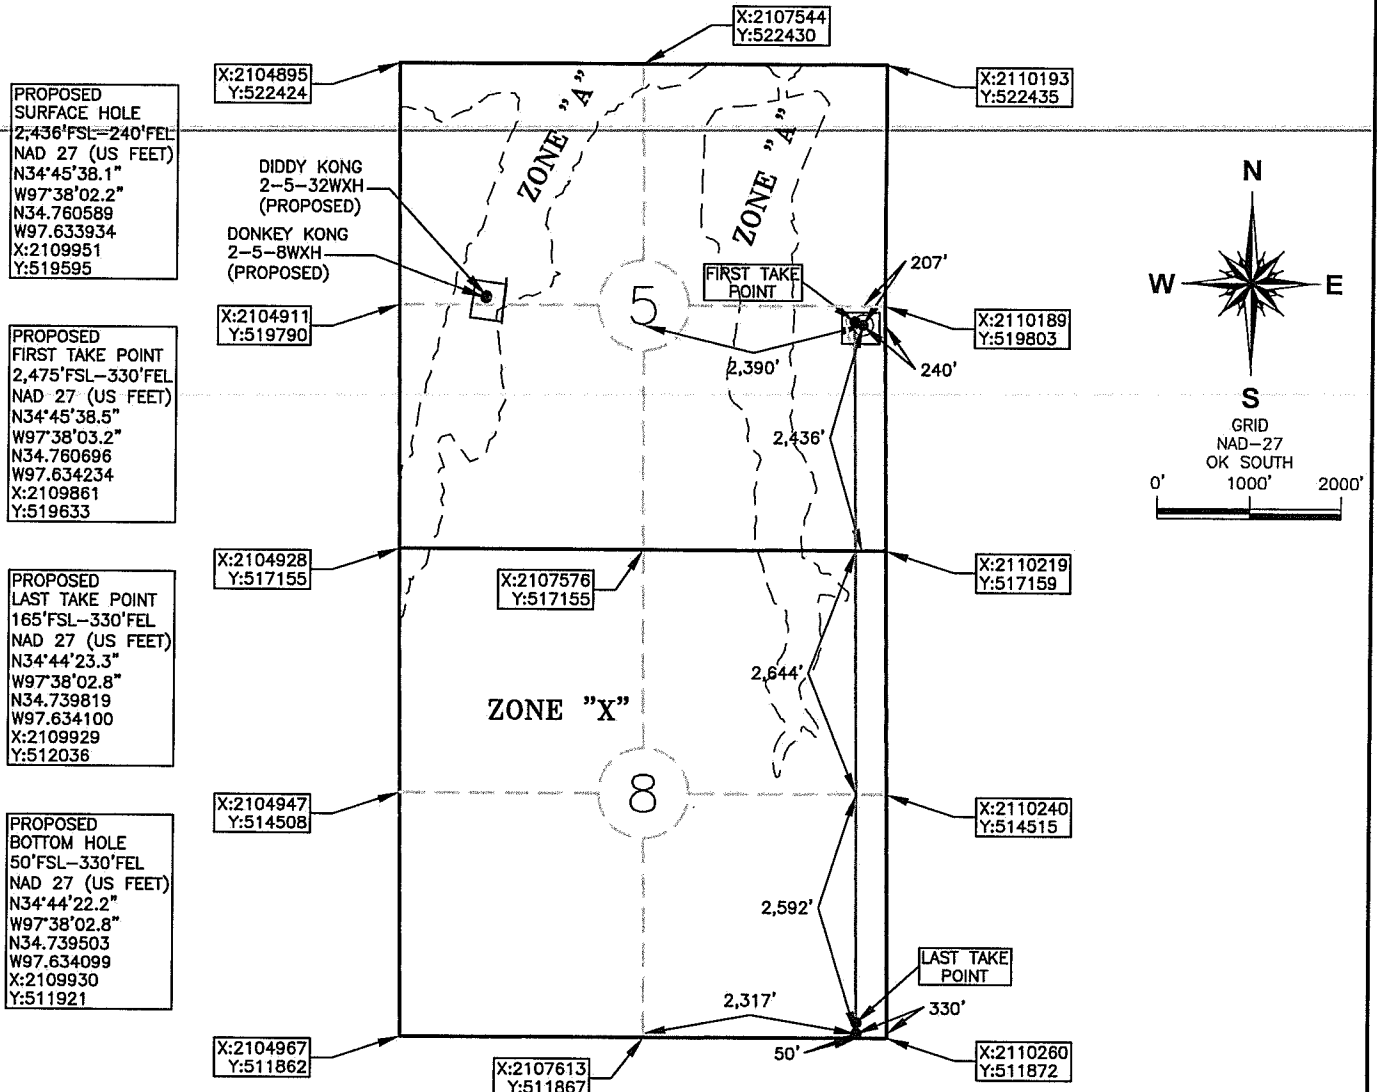 X:2107544
Y:522430
X:2104895
Y:522424
X:2110193
Y:522435
PROPOSED
SURFACE HOLE
2,436'FSL-240'FEL
NAD 27 (US FEET)
N34°45'38.1"
W97°38'02.2"
N34.760589
W97.633934
X:2109951
Y:519595
ZONE "A"
ZONE "A"
DIDDY KONG
2-5-32WXH
(PROPOSED)
DONKEY KONG
2-5-8WXH
(PROPOSED)
N
W E
S
GRID
NAD-27
OK SOUTH
0' 1000' 2000'
FIRST TAKE
POINT
207'
5
X:2104911
Y:519790
X:2110189
Y:519803
2,390'
240'
PROPOSED
FIRST TAKE POINT
2,475'FSL-330'FEL
NAD 27 (US FEET)
N34°45'38.5"
W97°38'03.2"
N34.760696
W97.634234
X:2109861
Y:519633
2,436'
X:2104928
Y:517155
X:2107576
Y:517155
X:2110219
Y:517159
PROPOSED
LAST TAKE POINT
165'FSL-330'FEL
NAD 27 (US FEET)
N34°44'23.3"
W97°38'02.8"
N34.739819
W97.634100
X:2109929
Y:512036
2,644'
ZONE "X"
8
X:2104947
Y:514508
X:2110240
Y:514515
PROPOSED
BOTTOM HOLE
50'FSL-330'FEL
NAD 27 (US FEET)
N34°44'22.2"
W97°38'02.8"
N34.739503
W97.634099
X:2109930
Y:511921
2,592'
LAST TAKE
POINT
2,317'
330'
50'
X:2104967
Y:511862
X:2107613
Y:511867
X:2110260
Y:511872